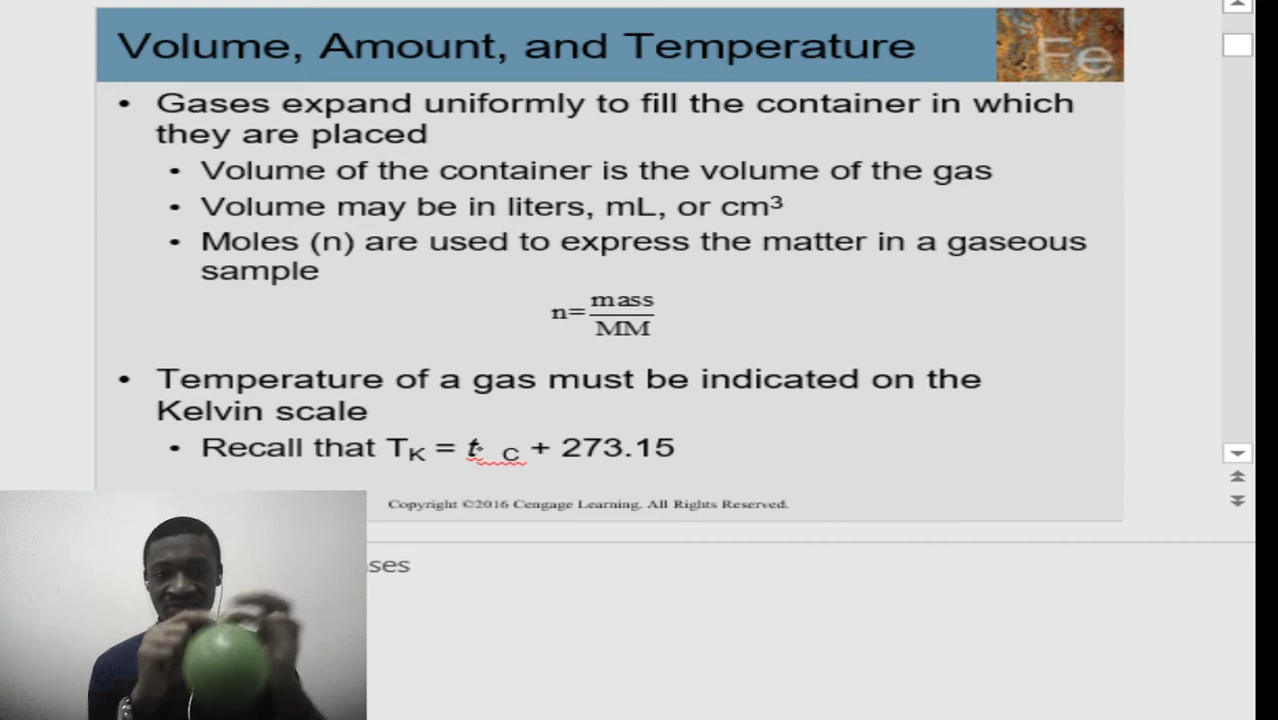 Volume, Amount, and Temperature
Fe
• Gases expand uniformly to fill the container in which
they are placed
• Volume of the container is the volume of the gas
• Volume may be in liters, mL, or cm³
• Moles (n) are used to express the matter in a gaseous
sample
n=mass/MM
• Temperature of a gas must be indicated on the
Kelvin scale
• Recall that T_K = t_C + 273.15
Copyright ©2016 Cengage Learning. All Rights Reserved.
ses